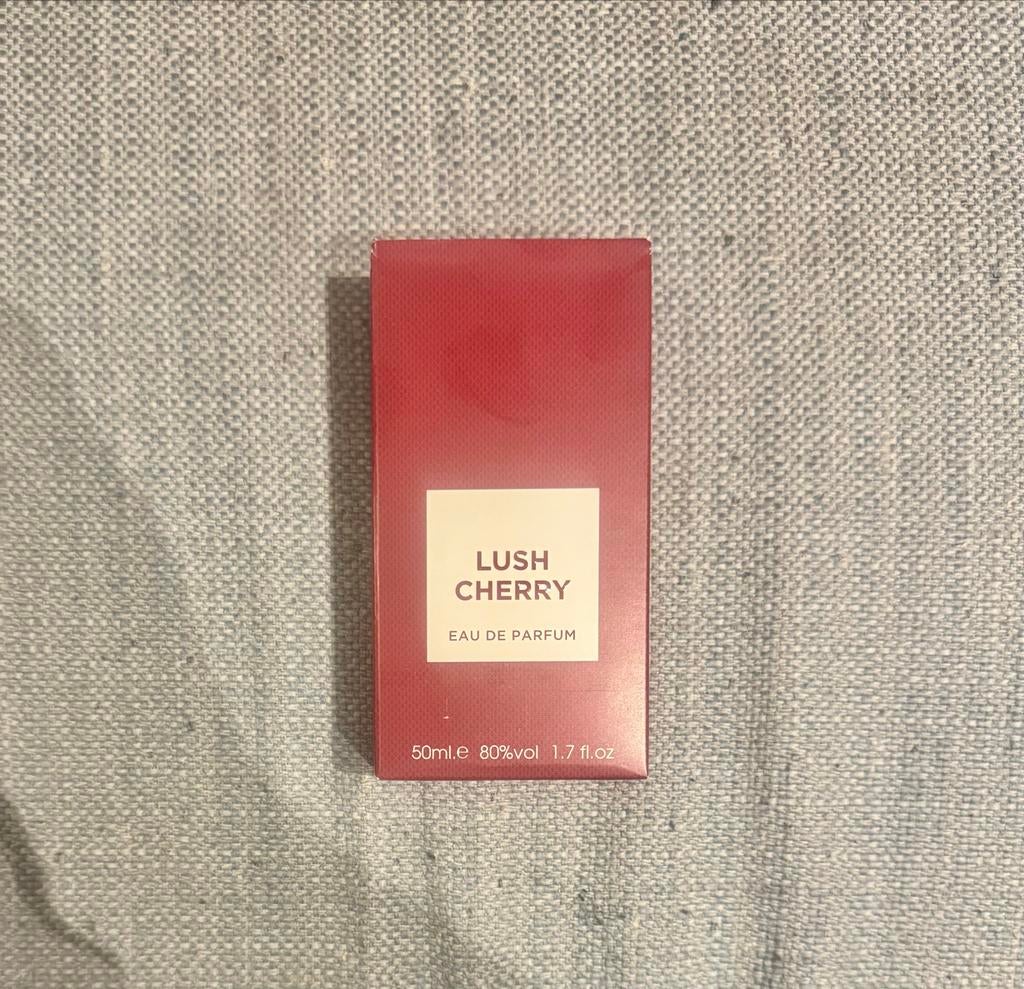 LUSH
CHERRY
EAU DE PARFUM
50ml.e 80%vol 1.7 fl.oz